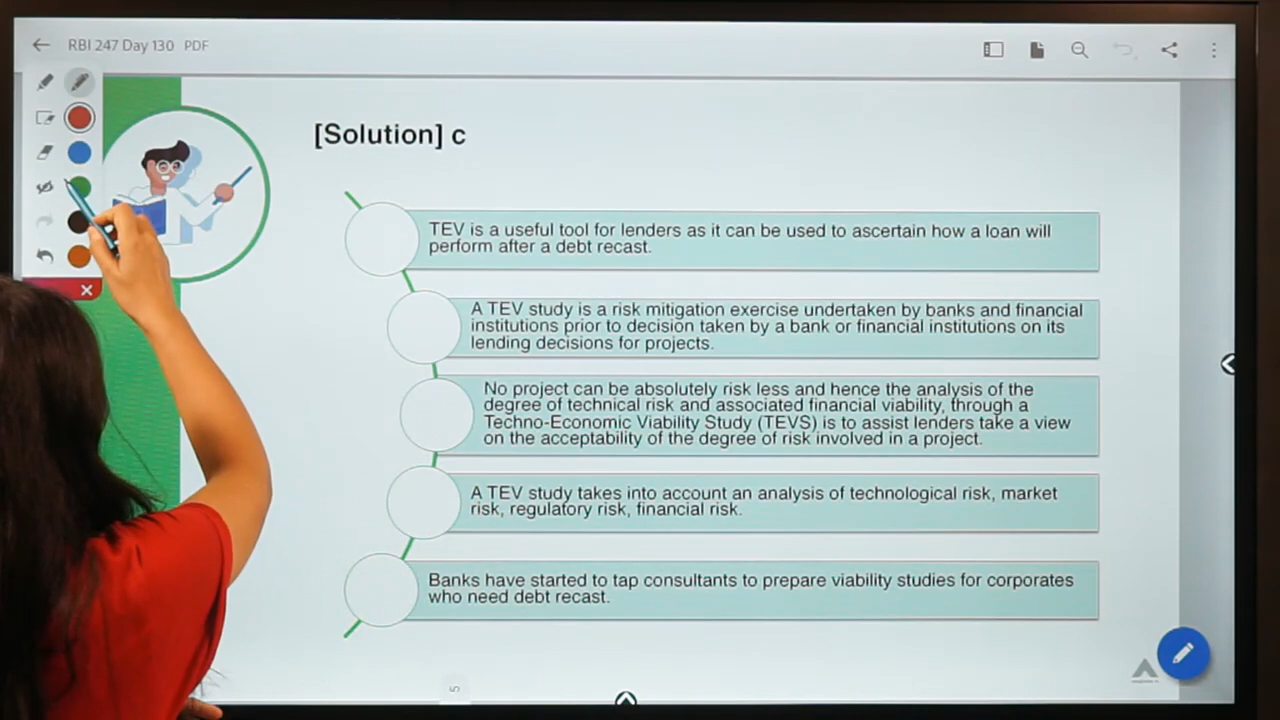 RBI 247 Day 130 PDF
[Solution] c
TEV is a useful tool for lenders as it can be used to ascertain how a loan will
perform after a debt recast.
A TEV study is a risk mitigation exercise undertaken by banks and financial
institutions prior to decision taken by a bank or financial institutions on its
lending decisions for projects.
No project can be absolutely risk less and hence the analysis of the
degree of technical risk and associated financial viability, through a
Techno-Economic Viability Study (TEVS) is to assist lenders take a view
on the acceptability of the degree of risk involved in a project.
A TEV study takes into account an analysis of technological risk, market
risk, regulatory risk, financial risk.
Banks have started to tap consultants to prepare viability studies for corporates
who need debt recast.
5